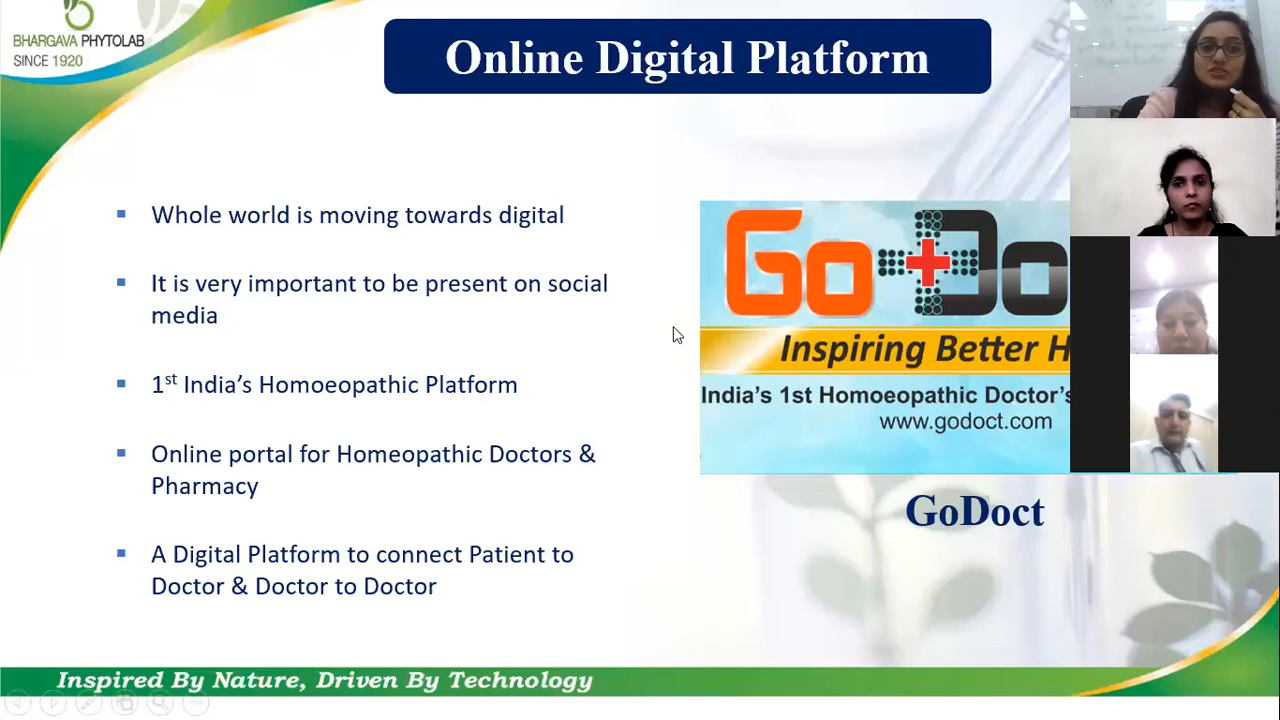 BHARGAVA PHYTOLAB
SINCE 1920
Online Digital Platform
Whole world is moving towards digital
It is very important to be present on social
media
1st India's Homoeopathic Platform
Online portal for Homeopathic Doctors &
Pharmacy
A Digital Platform to connect Patient to
Doctor & Doctor to Doctor
Go+Do
Inspiring Better H
India's 1st Homoeopathic Doctor's
www.godoct.com
GoDoct
Inspired By Nature, Driven By Technology